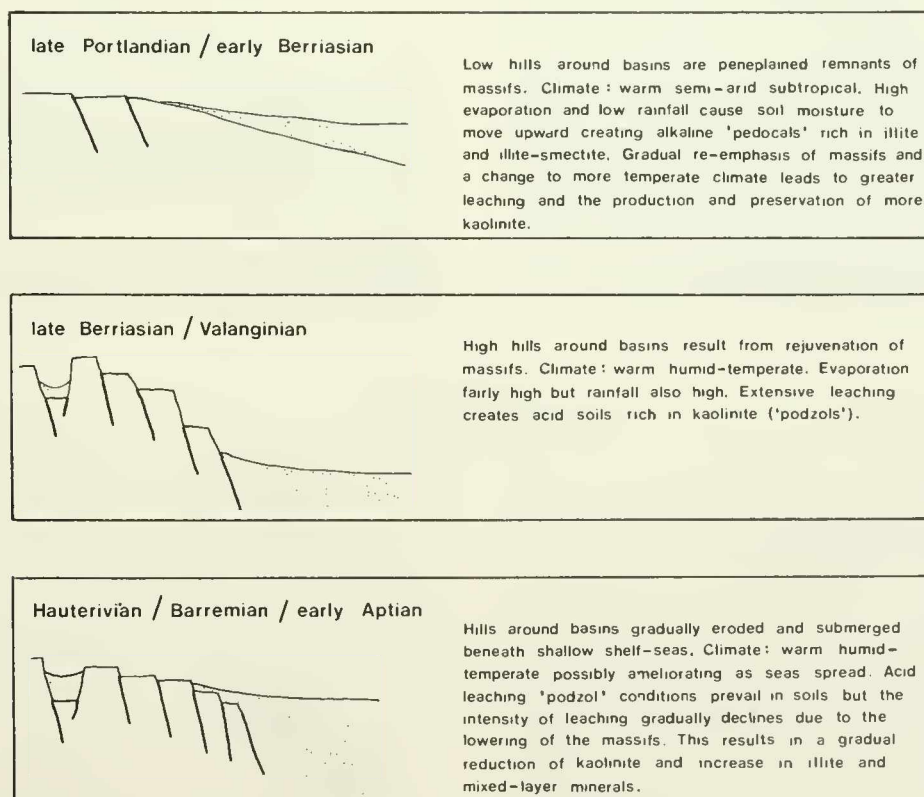 late Portlandian / early Berriasian
Low hills around basins are peneplained remnants of
massifs. Climate: warm semi-arid subtropical. High
evaporation and low rainfall cause soil moisture to
move upward creating alkaline 'pedocals' rich in illite
and illite-smectite. Gradual re-emphasis of massifs and
a change to more temperate climate leads to greater
leaching and the production and preservation of more
kaolinite.
late Berriasian / Valanginian
High hills around basins result from rejuvenation of
massifs. Climate: warm humid-temperate. Evaporation
fairly high but rainfall also high. Extensive leaching
creates acid soils rich in kaolinite ('podzols').
Hauterivian / Barremian / early Aptian
Hills around basins gradually eroded and submerged
beneath shallow shelf-seas. Climate: warm humid-
temperate possibly ameliorating as seas spread. Acid
leaching 'podzol' conditions prevail in soils but the
intensity of leaching gradually declines due to the
lowering of the massifs. This results in a gradual
reduction of kaolinite and increase in illite and
mixed-layer minerals.